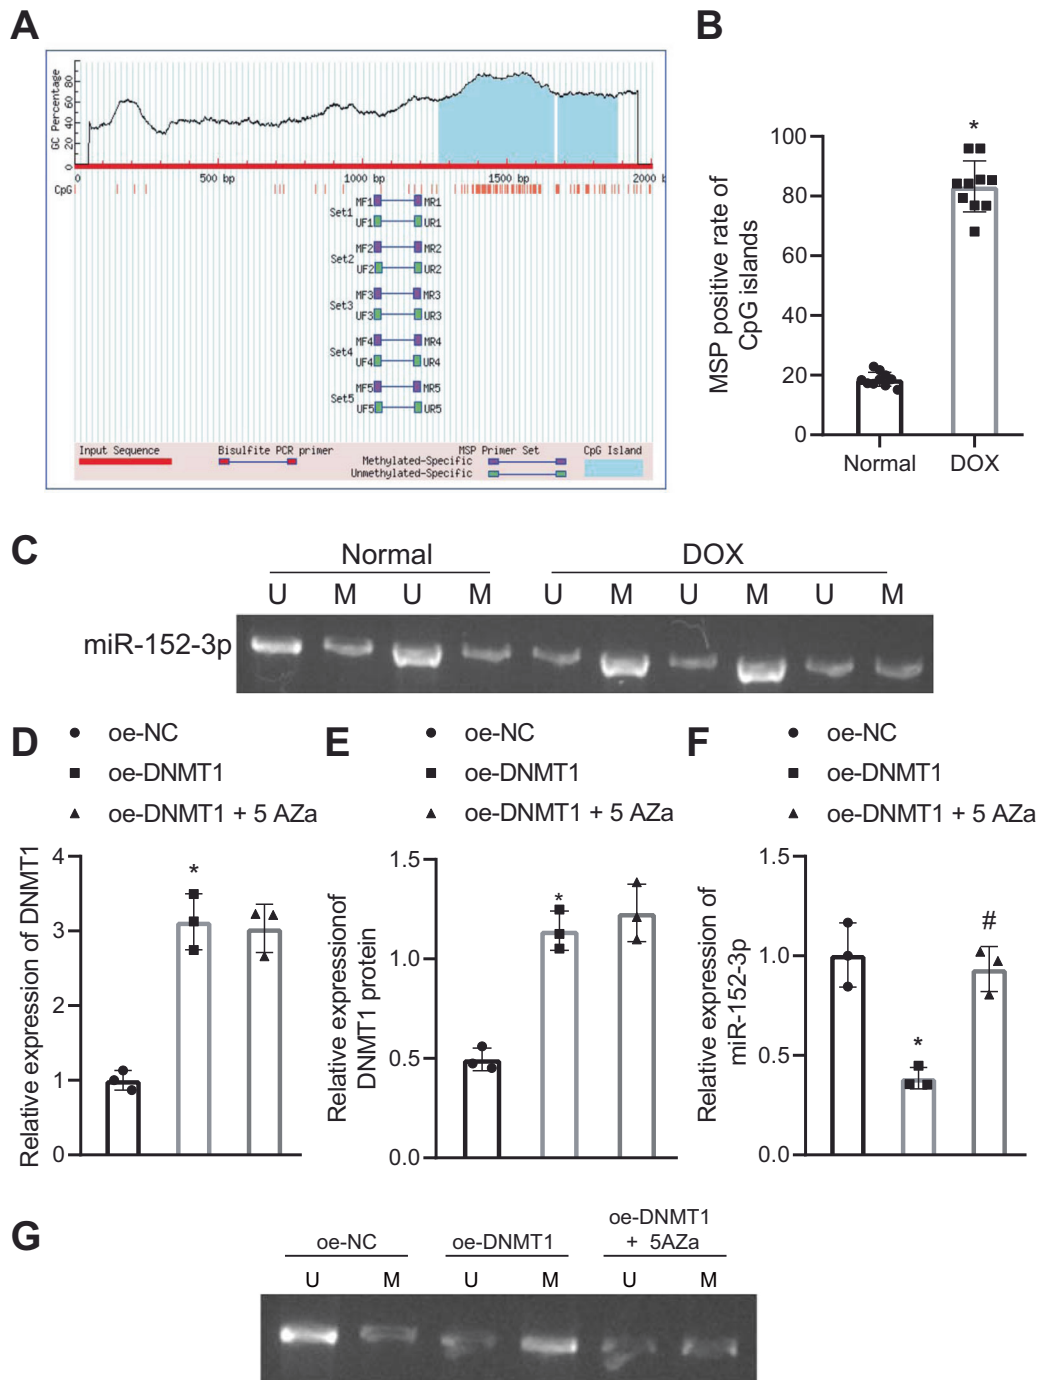 A
GC Percentage
0 20 40 60 80
0 500 bp 1000 bp 1500 bp 2000 b
CpG
MF1 MR1
Set1
UF1 UR1
MF2 MR2
Set2
UF2 UR2
MF3 MR3
Set3
UF3 UR3
MF4 MR4
Set4
UF4 UR4
MF5 MR5
Set5
UF5 UR5
Input Sequence Bisulfite PCR primer MSP Primer Set CpG Island
Methylated-Specific
Unmethylated-Specific
B
MSP positive rate of
CpG islands
100
80
60
40
20
0
*
Normal DOX
C
Normal DOX
U M U M U M U M U M
miR-152-3p
D
oe-NC
oe-DNMT1
oe-DNMT1 + 5 AZa
Relative expression of DNMT1
4
3
2
1
0
*
E
oe-NC
oe-DNMT1
oe-DNMT1 + 5 AZa
Relative expressionof
DNMT1 protein
1.5
1.0
0.5
0.0
*
F
oe-NC
oe-DNMT1
oe-DNMT1 + 5 AZa
Relative expression of
miR-152-3p
1.5
1.0
0.5
0.0
*
#
G
oe-NC oe-DNMT1 oe-DNMT1
+ 5AZa
U M U M U M